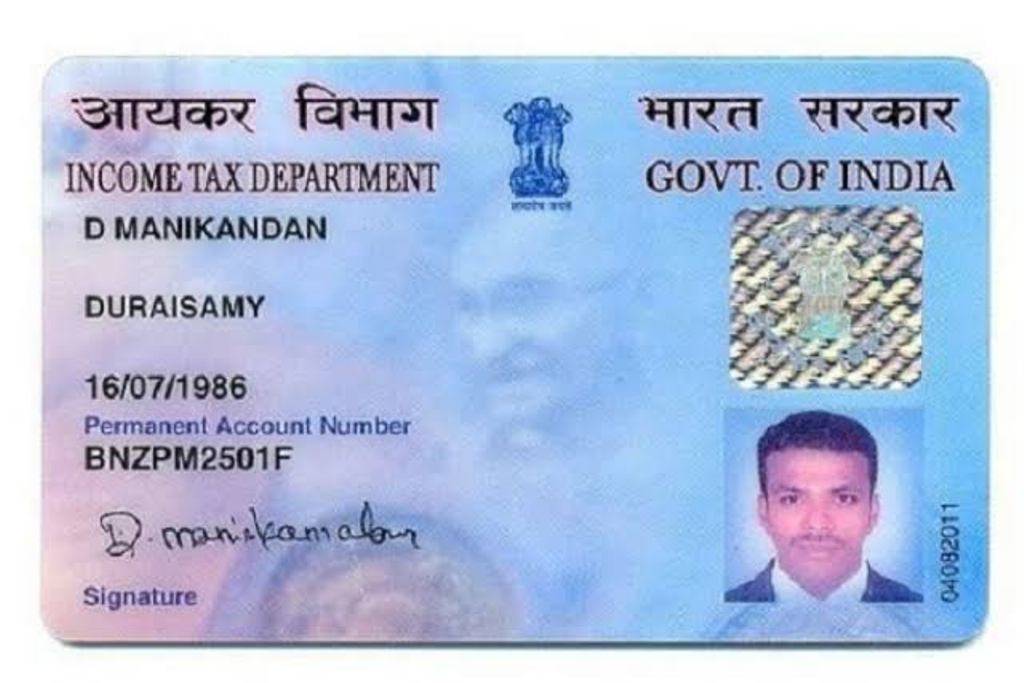 आयकर विभाग
INCOME TAX DEPARTMENT
भारत सरकार
GOVT. OF INDIA
सत्यमेव जयते
D MANIKANDAN
DURAISAMY
16/07/1986
Permanent Account Number
BNZPM2501F
D. manikandan
Signature
04082011